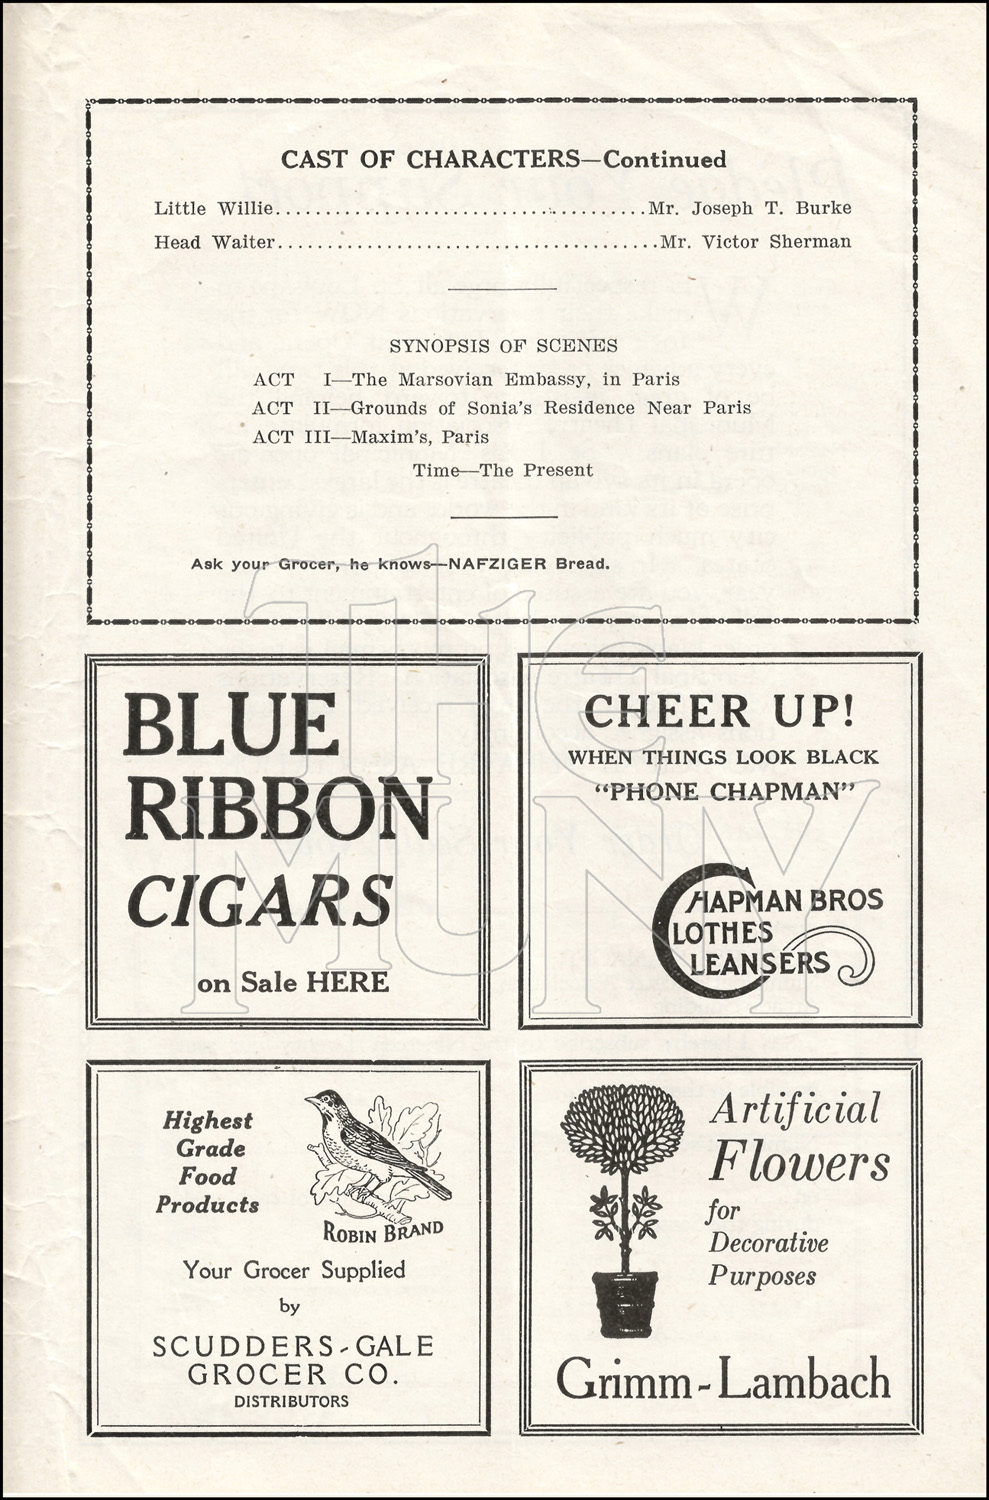 CAST OF CHARACTERS—Continued
Little Willie.....................................Mr. Joseph T. Burke
Head Waiter......................................Mr. Victor Sherman
SYNOPSIS OF SCENES
ACT I—The Marsovian Embassy, in Paris
ACT II—Grounds of Sonia's Residence Near Paris
ACT III—Maxim's, Paris
Time—The Present
Ask your Grocer, he knows—NAFZIGER Bread.
THE
MUNY
BLUE
RIBBON
CIGARS
on Sale HERE
CHEER UP!
WHEN THINGS LOOK BLACK
"PHONE CHAPMAN"
CHAPMAN BROS
CLOTHES
CLEANSERS
Highest
Grade
Food
Products
ROBIN BRAND
Your Grocer Supplied
by
SCUDDERS-GALE
GROCER CO.
DISTRIBUTORS
Artificial
Flowers
for
Decorative
Purposes
Grimm-Lambach